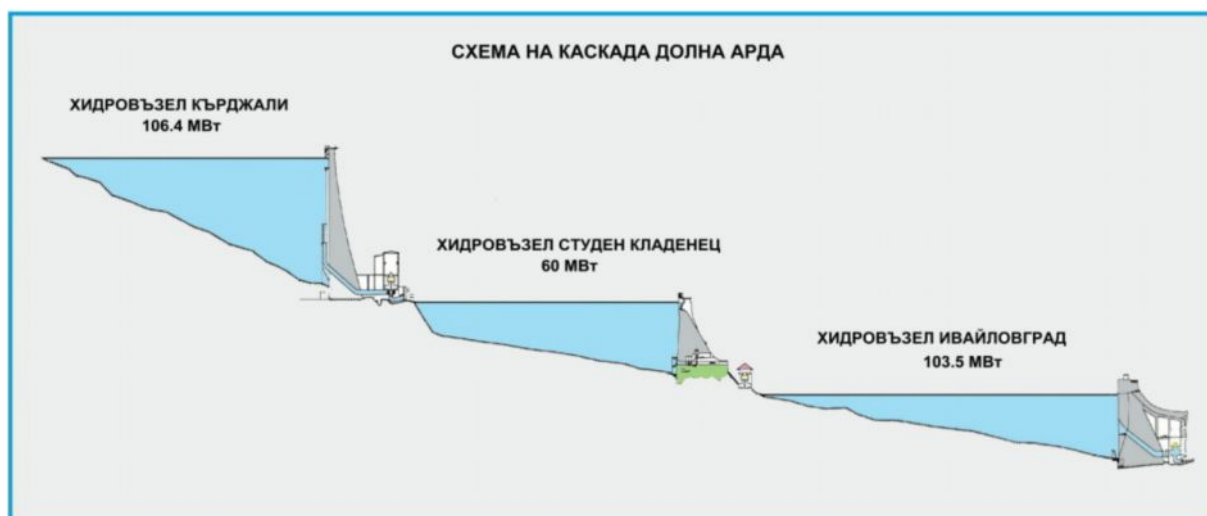 СХЕМА НА КАСКАДА ДОЛНА АРДА
ХИДРОВЪЗЕЛ КЪРДЖАЛИ
106.4 МВт
ХИДРОВЪЗЕЛ СТУДЕН КЛАДЕНЕЦ
60 МВт
ХИДРОВЪЗЕЛ ИВАЙЛОВГРАД
103.5 МВт